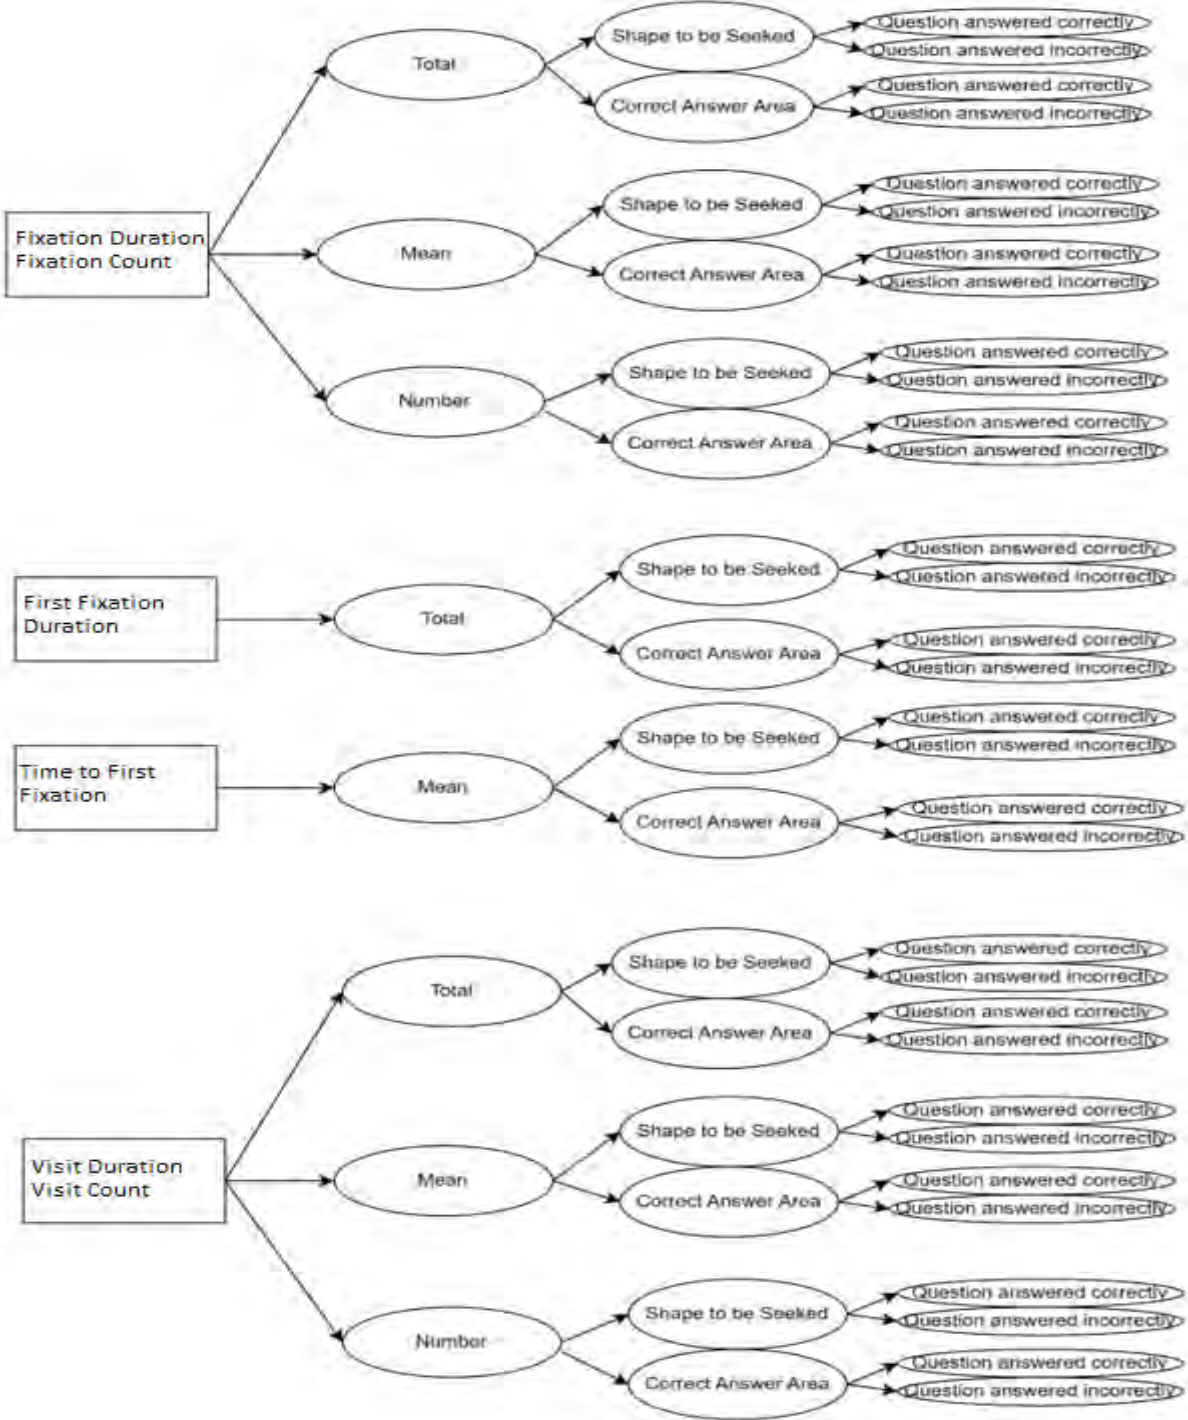 Fixation Duration
Fixation Count
Total
Shape to be Seeked
Question answered correctly
Question answered incorrectly
Correct Answer Area
Question answered correctly
Question answered incorrectly
Mean
Shape to be Seeked
Question answered correctly
Question answered incorrectly
Correct Answer Area
Question answered correctly
Question answered incorrectly
Number
Shape to be Seeked
Question answered correctly
Question answered incorrectly
Correct Answer Area
Question answered correctly
Question answered incorrectly
First Fixation
Duration
Total
Shape to be Seeked
Question answered correctly
Question answered incorrectly
Correct Answer Area
Question answered correctly
Question answered incorrectly
Time to First
Fixation
Mean
Shape to be Seeked
Question answered correctly
Question answered incorrectly
Correct Answer Area
Question answered correctly
Question answered incorrectly
Visit Duration
Visit Count
Total
Shape to be Seeked
Question answered correctly
Question answered incorrectly
Correct Answer Area
Question answered correctly
Question answered incorrectly
Mean
Shape to be Seeked
Question answered correctly
Question answered incorrectly
Correct Answer Area
Question answered correctly
Question answered incorrectly
Number
Shape to be Seeked
Question answered correctly
Question answered incorrectly
Correct Answer Area
Question answered correctly
Question answered incorrectly